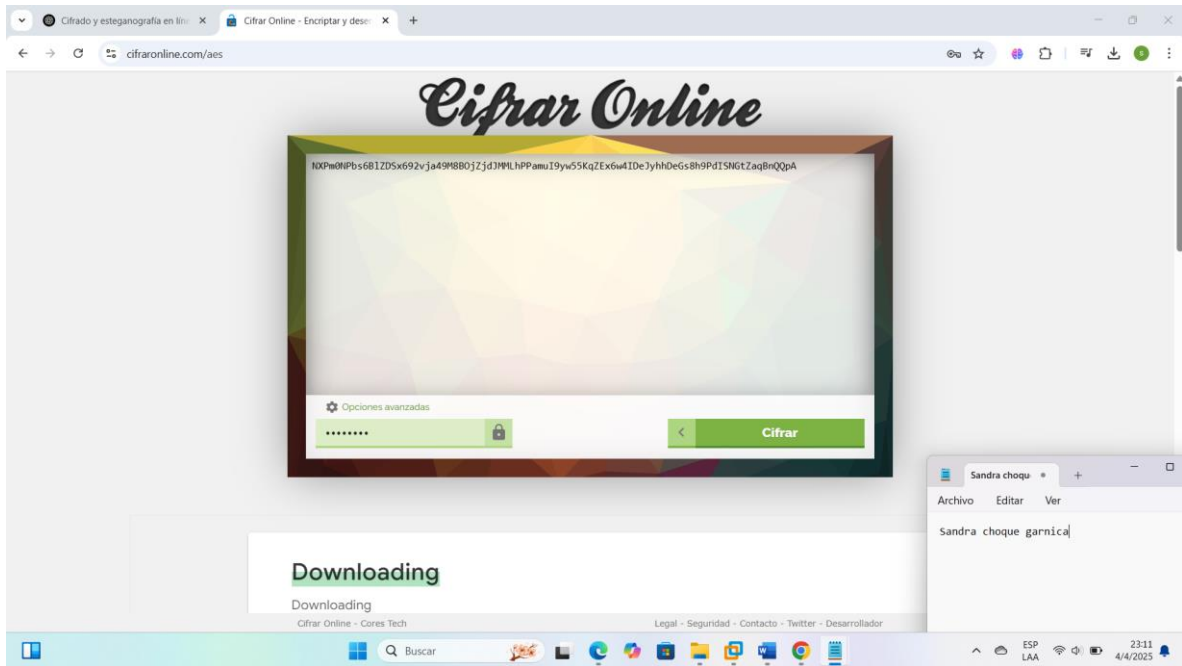 Cifrado y esteganografía en lín
Cifrar Online - Encriptar y deser
cifraronline.com/aes
Cifrar Online
NXPm0NPbs6BlZDSx692vja49M8BOjZjdJMMLhPPamuI9yw55KqZEx6w4IDeJyhhDeGs8h9PdISNGtZaqBnQQpA
Opciones avanzadas
Cifrar
Sandra choqu
Archivo Editar Ver
Sandra choque garnica
Downloading
Downloading
Cifrar Online - Cores Tech
Legal - Seguridad - Contacto - Twitter - Desarrollador
Buscar
ESP
LAA
23:11
4/4/2025